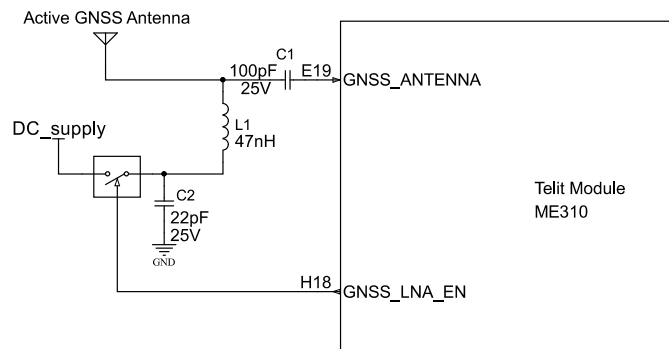 Active GNSS Antenna
C1
100pF
25V
E19
GNSS_ANTENNA
L1
47nH
DC_supply
C2
22pF
25V
GND
Telit Module
ME310
H18
GNSS_LNA_EN